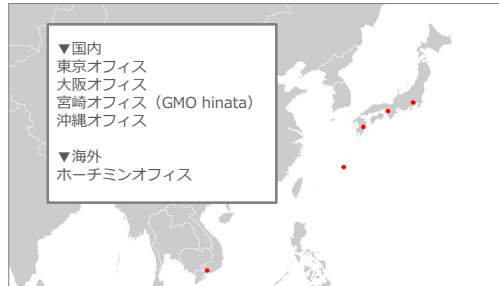 ▼国内
東京オフィス
大阪オフィス
宮崎オフィス（GMO hinata）
沖縄オフィス
▼海外
ホーチミンオフィス